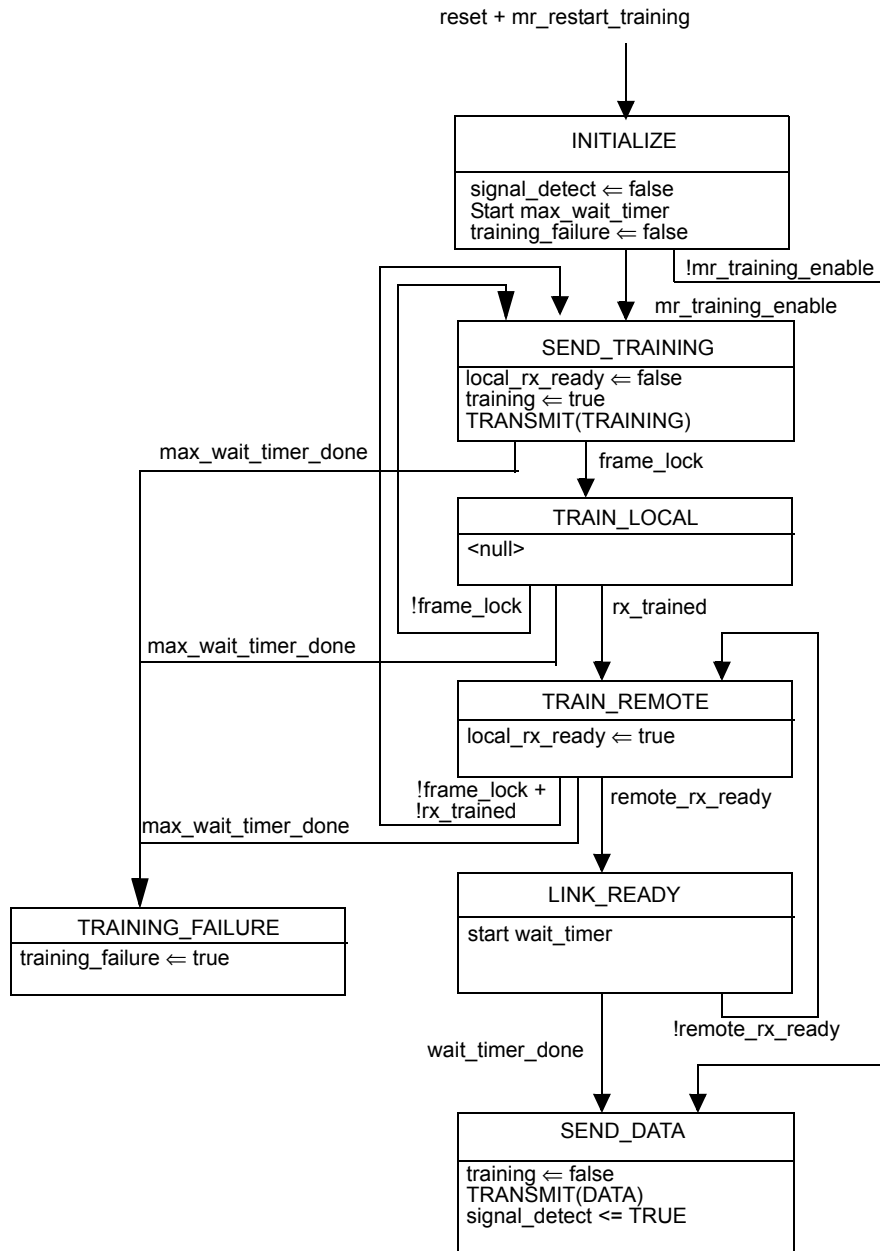 reset + mr_restart_training
INITIALIZE
signal_detect ⇐ false
Start max_wait_timer
training_failure ⇐ false
!mr_training_enable
mr_training_enable
SEND_TRAINING
local_rx_ready ⇐ false
training ⇐ true
TRANSMIT(TRAINING)
max_wait_timer_done
frame_lock
TRAIN_LOCAL
<null>
!frame_lock
rx_trained
max_wait_timer_done
TRAIN_REMOTE
local_rx_ready ⇐ true
!frame_lock +
!rx_trained
remote_rx_ready
max_wait_timer_done
LINK_READY
start wait_timer
TRAINING_FAILURE
training_failure ⇐ true
!remote_rx_ready
wait_timer_done
SEND_DATA
training ⇐ false
TRANSMIT(DATA)
signal_detect <= TRUE